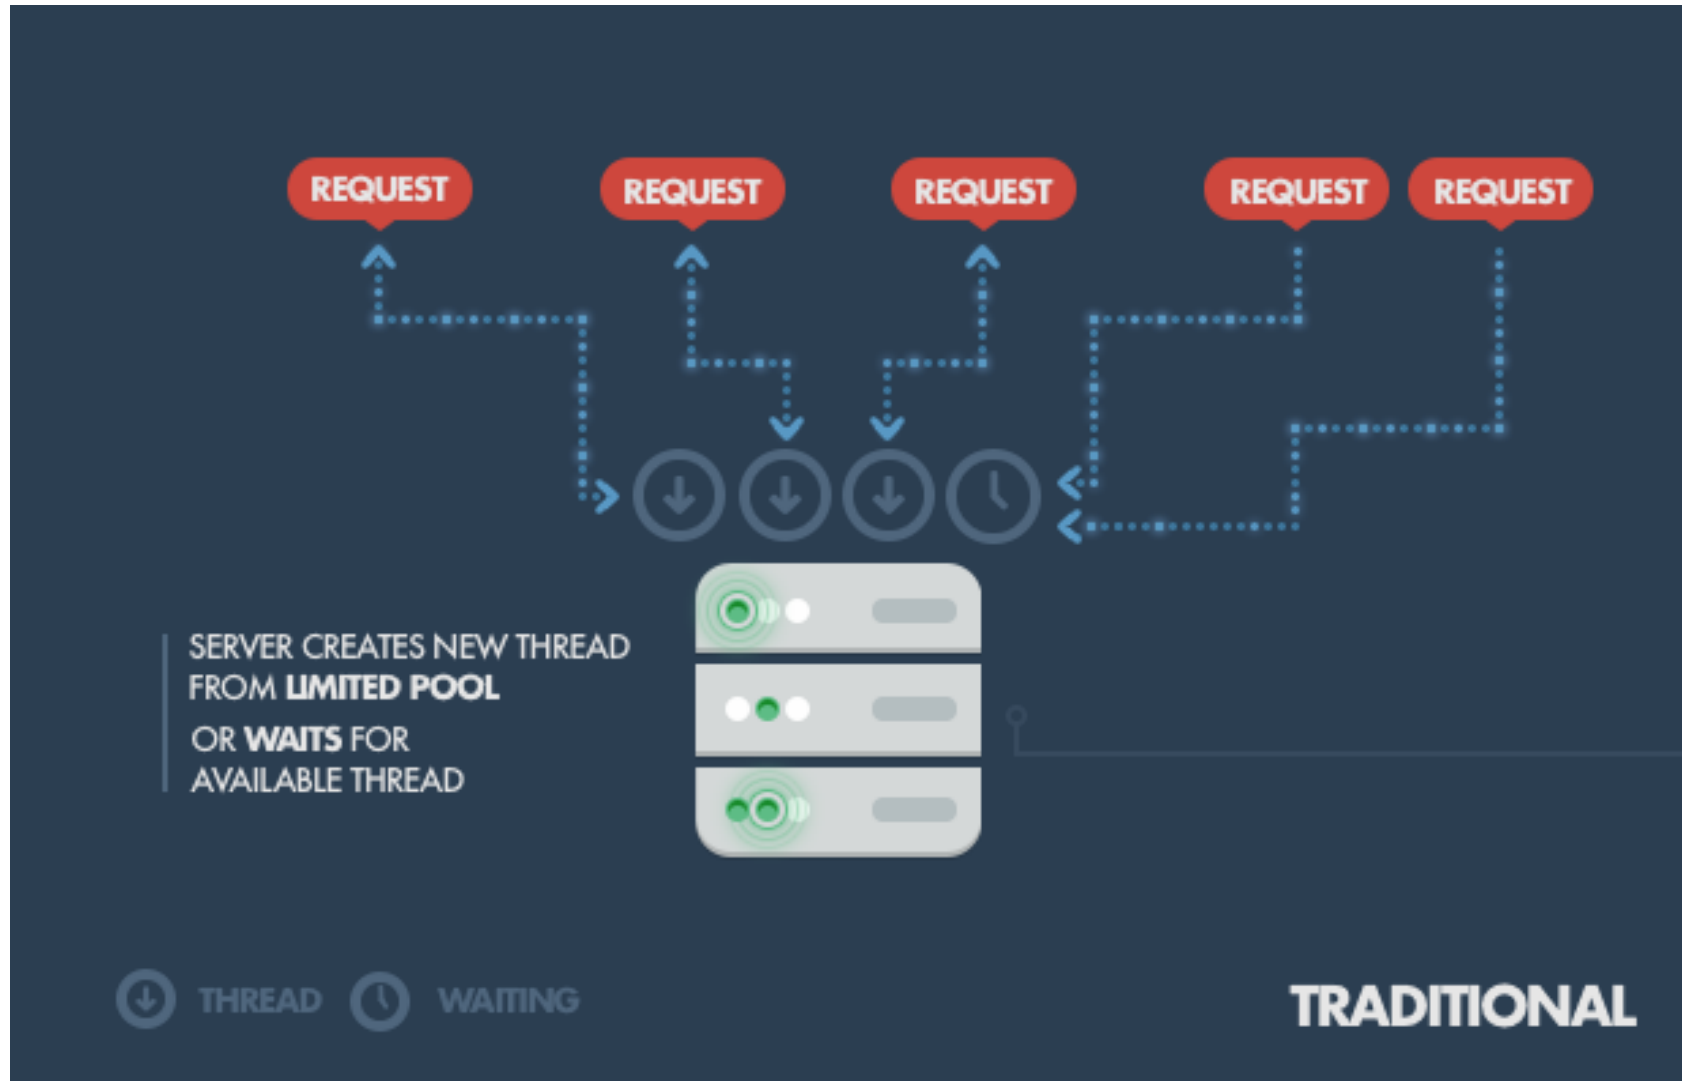 REQUEST
REQUEST
REQUEST
REQUEST
REQUEST
SERVER CREATES NEW THREAD
FROM LIMITED POOL
OR WAITS FOR
AVAILABLE THREAD
THREAD
WAITING
TRADITIONAL